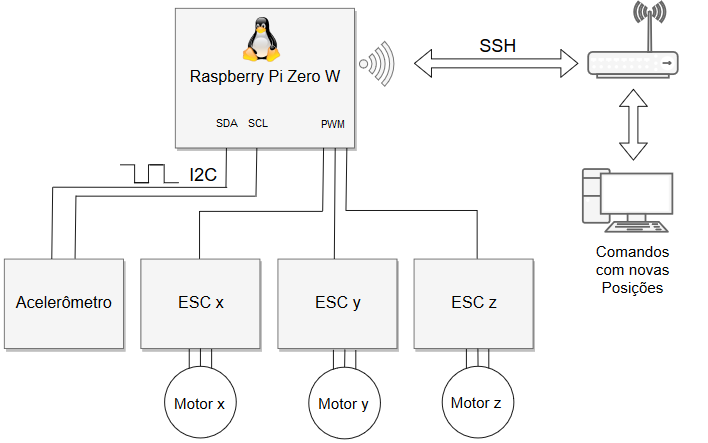 SSH
Raspberry Pi Zero W
SDA SCL PWM
I2C
Comandos
com novas
Posições
Acelerômetro
ESC x
ESC y
ESC z
Motor x
Motor y
Motor z